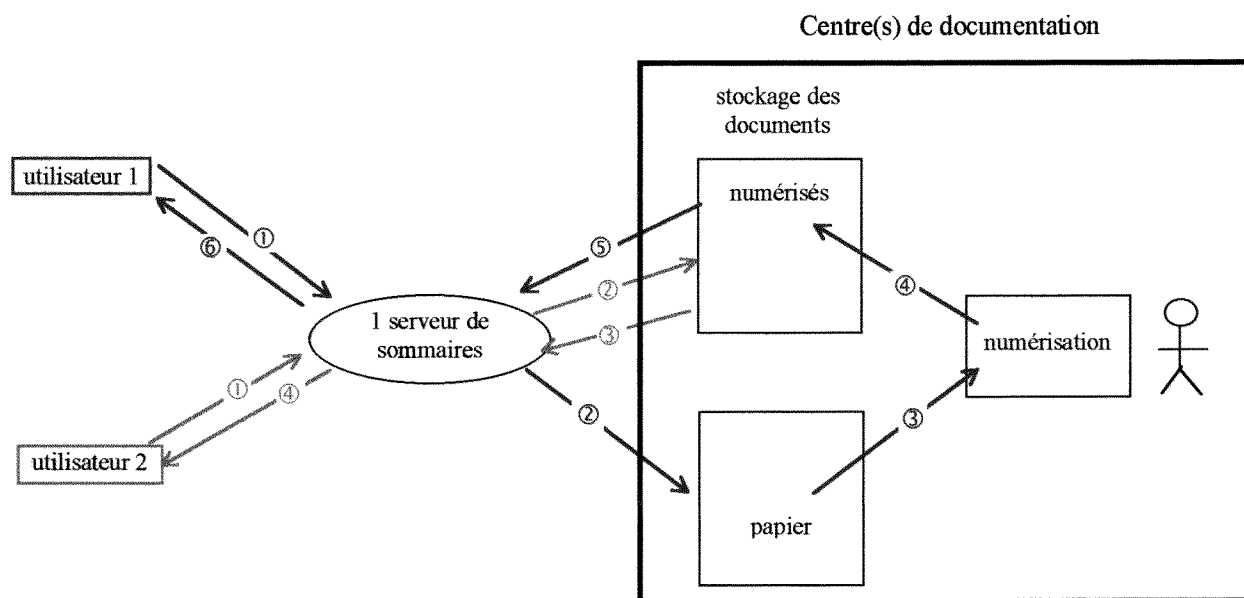 Centre(s) de documentation
stockage des
documents
utilisateur 1
numérisés
⑥
①
⑤
②
④
1 serveur de
sommaires
③
numérisation
①
④
②
③
utilisateur 2
papier